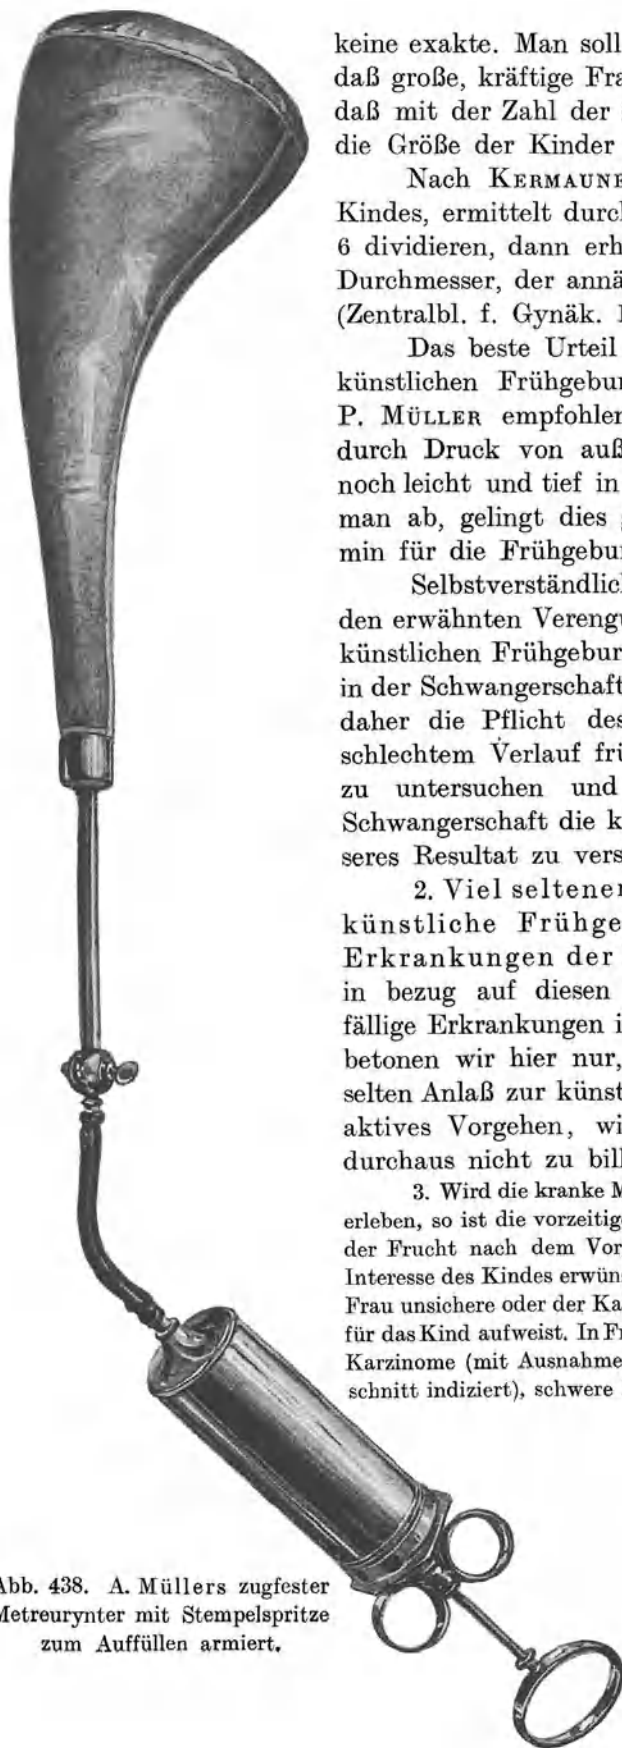 keine exakte. Man soll
daß große, kräftige Fra
daß mit der Zahl der
die Größe der Kinder
Nach KERMAUNE
Kindes, ermittelt durch
6 dividieren, dann erh
Durchmesser, der annä
(Zentralbl. f. Gynäk.
Das beste Urteil
künstlichen Frühgebur
P. MÜLLER empfohlen
durch Druck von auß
noch leicht und tief in
man ab, gelingt dies
min für die Frühgebur
Selbstverständlich
den erwähnten Verengu
künstlichen Frühgebur
in der Schwangerschaft
daher die Pflicht des
schlechtem Verlauf frü
zu untersuchen und
Schwangerschaft die k
seres Resultat zu vers
2. Viel seltener
künstliche Frühge
Erkrankungen der
in bezug auf diesen
fällige Erkrankungen i
betonen wir hier nur,
selten Anlaß zur künst
aktives Vorgehen, wi
durchaus nicht zu bill
3. Wird die kranke M
erleben, so ist die vorzeitige
der Frucht nach dem Vor
Interesse des Kindes erwüns
Frau unsichere oder der Ka
für das Kind aufweist. In Fr
Karzinome (mit Ausnahme
schnitt indiziert), schwere
Abb. 438. A. Müllers zugfester
Metreurynter mit Stempelspritze
zum Auffüllen armiert.